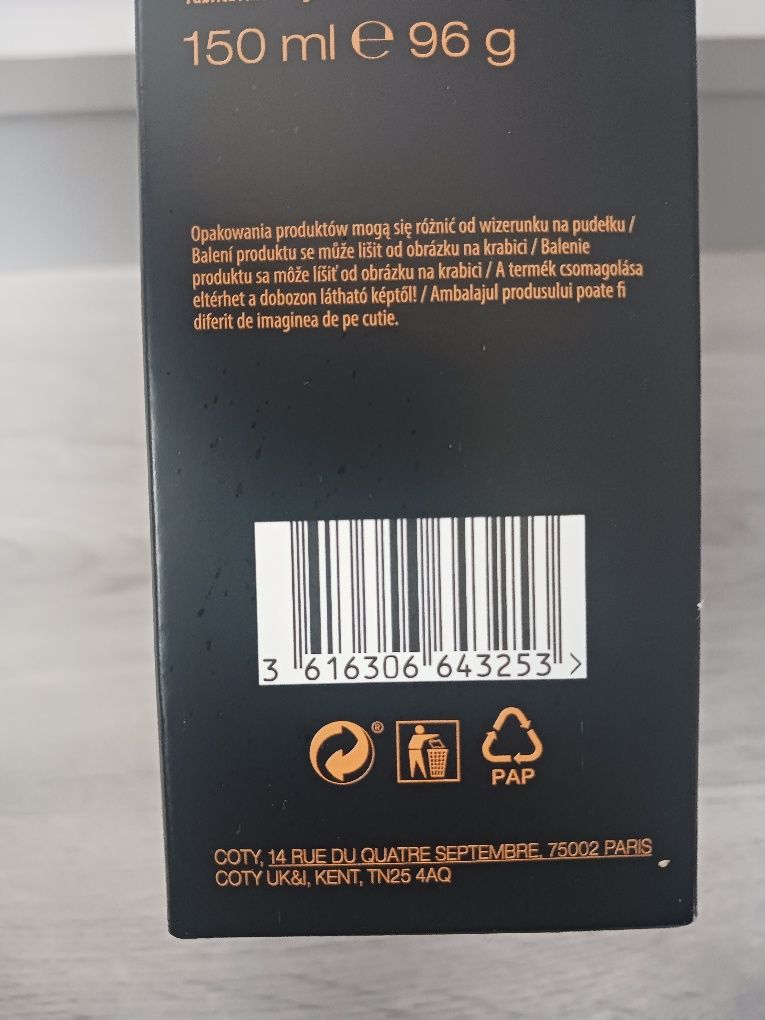 150 ml ℮ 96 g
Opakowania produktów mogą się różnić od wizerunku na pudełku /
Balení produktu se může lišit od obrázku na krabici / Balenie
produktu sa môže líšiť od obrázku na krabici / A termék csomagolása
eltérhet a dobozon látható képtől! / Ambalajul produsului poate fi
diferit de imaginea de pe cutie.
3 616306 643253 >
®
PAP
COTY, 14 RUE DU QUATRE SEPTEMBRE, 75002 PARIS
COTY UK&I, KENT, TN25 4AQ